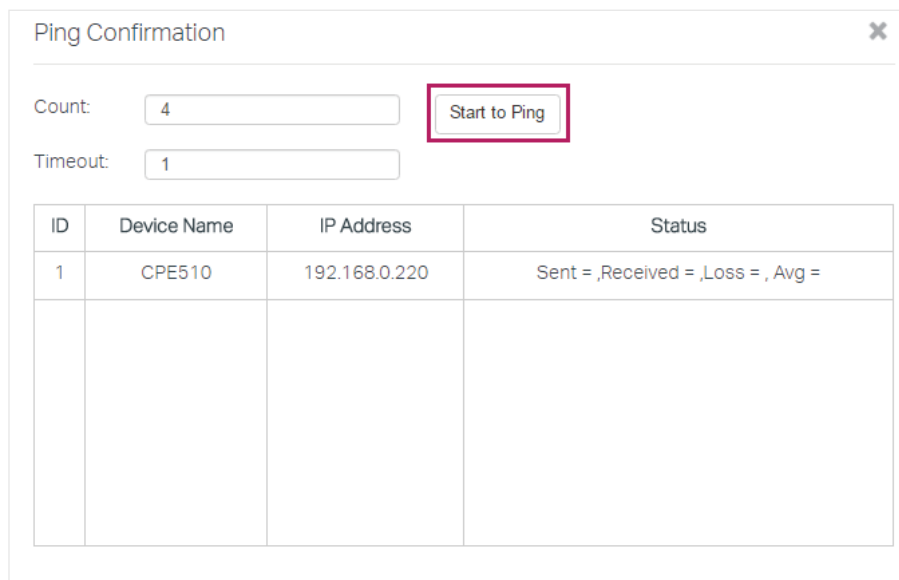 Ping Confirmation
Count: 4 Start to Ping
Timeout: 1
ID Device Name IP Address Status
1 CPE510 192.168.0.220 Sent = ,Received = ,Loss = , Avg =